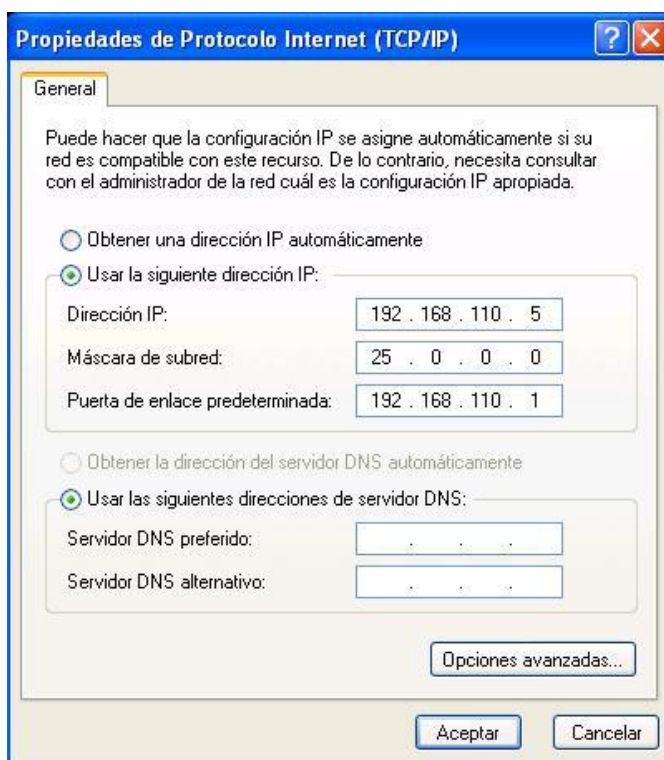 Propiedades de Protocolo Internet (TCP/IP)
General
Puede hacer que la configuración IP se asigne automáticamente si su
red es compatible con este recurso. De lo contrario, necesita consultar
con el administrador de la red cuál es la configuración IP apropiada.
Obtener una dirección IP automáticamente
Usar la siguiente dirección IP:
Dirección IP: 192 . 168 . 110 . 5
Máscara de subred: 25 . 0 . 0 . 0
Puerta de enlace predeterminada: 192 . 168 . 110 . 1
Obtener la dirección del servidor DNS automáticamente
Usar las siguientes direcciones de servidor DNS:
Servidor DNS preferido: . . .
Servidor DNS alternativo: . . .
Opciones avanzadas...
Aceptar Cancelar